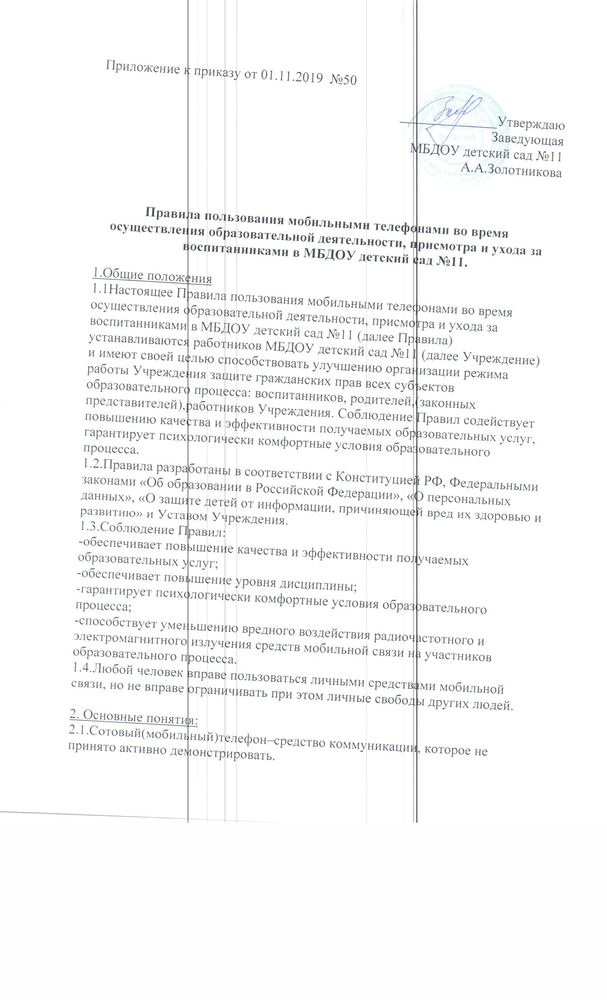 Приложение к приказу от 01.11.2019 №50
Утверждаю
Заведующая
МБДОУ детский сад №11
А.А.Золотникова
Правила пользования мобильными телефонами во время
осуществления образовательной деятельности, присмотра и ухода за
воспитанниками в МБДОУ детский сад №11.
1.Общие положения
1.1Настоящее Правила пользования мобильными телефонами во время
осуществления образовательной деятельности, присмотра и ухода за
воспитанниками в МБДОУ детский сад №11 (далее Правила)
устанавливаются работников МБДОУ детский сад №11 (далее Учреждение)
и имеют своей целью способствовать улучшению организации режима
работы Учреждения защите гражданских прав всех субъектов
образовательного процесса: воспитанников, родителей,(законных
представителей),работников Учреждения. Соблюдение Правил содействует
повышению качества и эффективности получаемых образовательных услуг,
гарантирует психологически комфортные условия образовательного
процесса.
1.2.Правила разработаны в соответствии с Конституцией РФ, Федеральными
законами «Об образовании в Российской Федерации», «О персональных
данных», «О защите детей от информации, причиняющей вред их здоровью и
развитию» и Уставом Учреждения.
1.3.Соблюдение Правил:
-обеспечивает повышение качества и эффективности получаемых
образовательных услуг;
-обеспечивает повышение уровня дисциплины;
-гарантирует психологически комфортные условия образовательного
процесса;
-способствует уменьшению вредного воздействия радиочастотного и
электромагнитного излучения средств мобильной связи на участников
образовательного процесса.
1.4.Любой человек вправе пользоваться личными средствами мобильной
связи, но не вправе ограничивать при этом личные свободы других людей.
2. Основные понятия:
2.1.Сотовый(мобильный)телефон–средство коммуникации, которое не
принято активно демонстрировать.